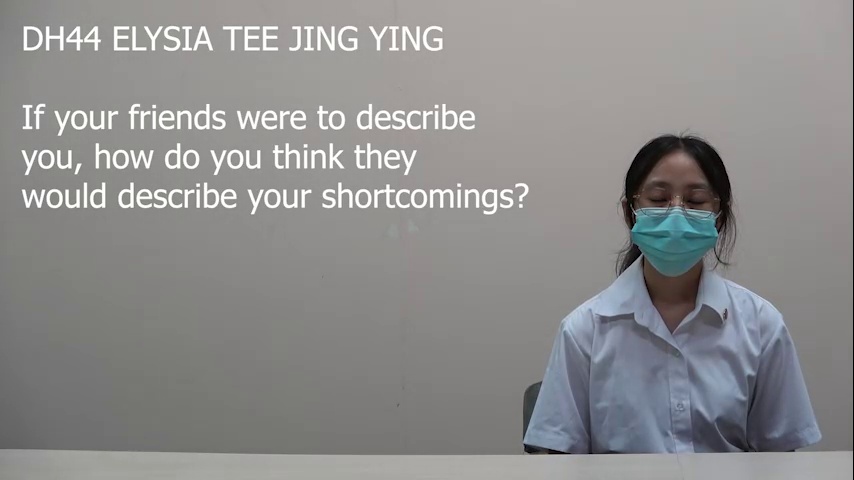 DH44 ELYSIA TEE JING YING
If your friends were to describe
you, how do you think they
would describe your shortcomings?